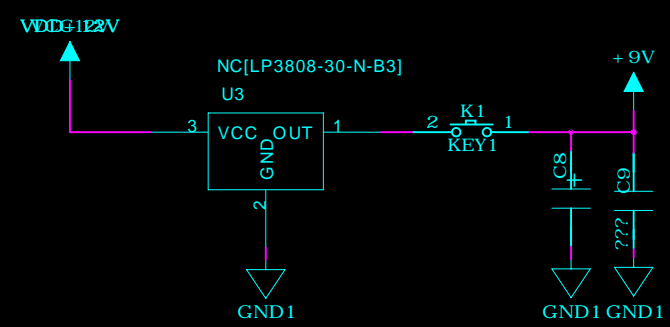 +9V
NC[LP3808-30-N-B3]
U3
3
VCC
OUT
GND
1
2
2
K1
1
KEY1
C8
+
C9
???
GND1
GND1
GND1